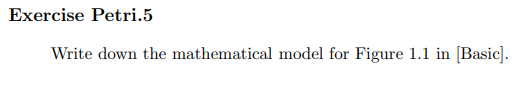 Exercise Petri.5
Write down the mathematical model for Figure 1.1 in [Basic].